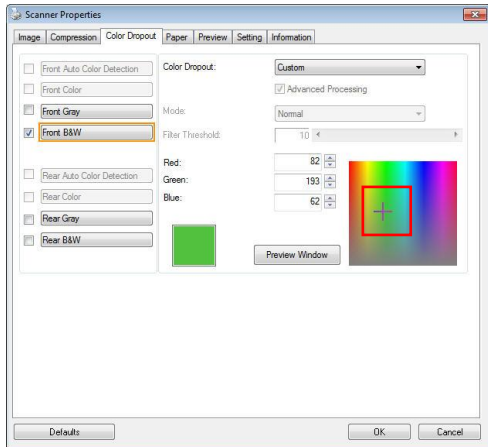 Scanner Properties
Image Compression Color Dropout Paper Preview Setting Information
Front Auto Color Detection
Front Color
Front Gray
Front B&W
Rear Auto Color Detection
Rear Color
Rear Gray
Rear B&W
Color Dropout: Custom
Advanced Processing
Mode: Normal
Filter Threshold: 10
Red: 82
Green: 193
Blue: 62
Preview Window
Defaults OK Cancel